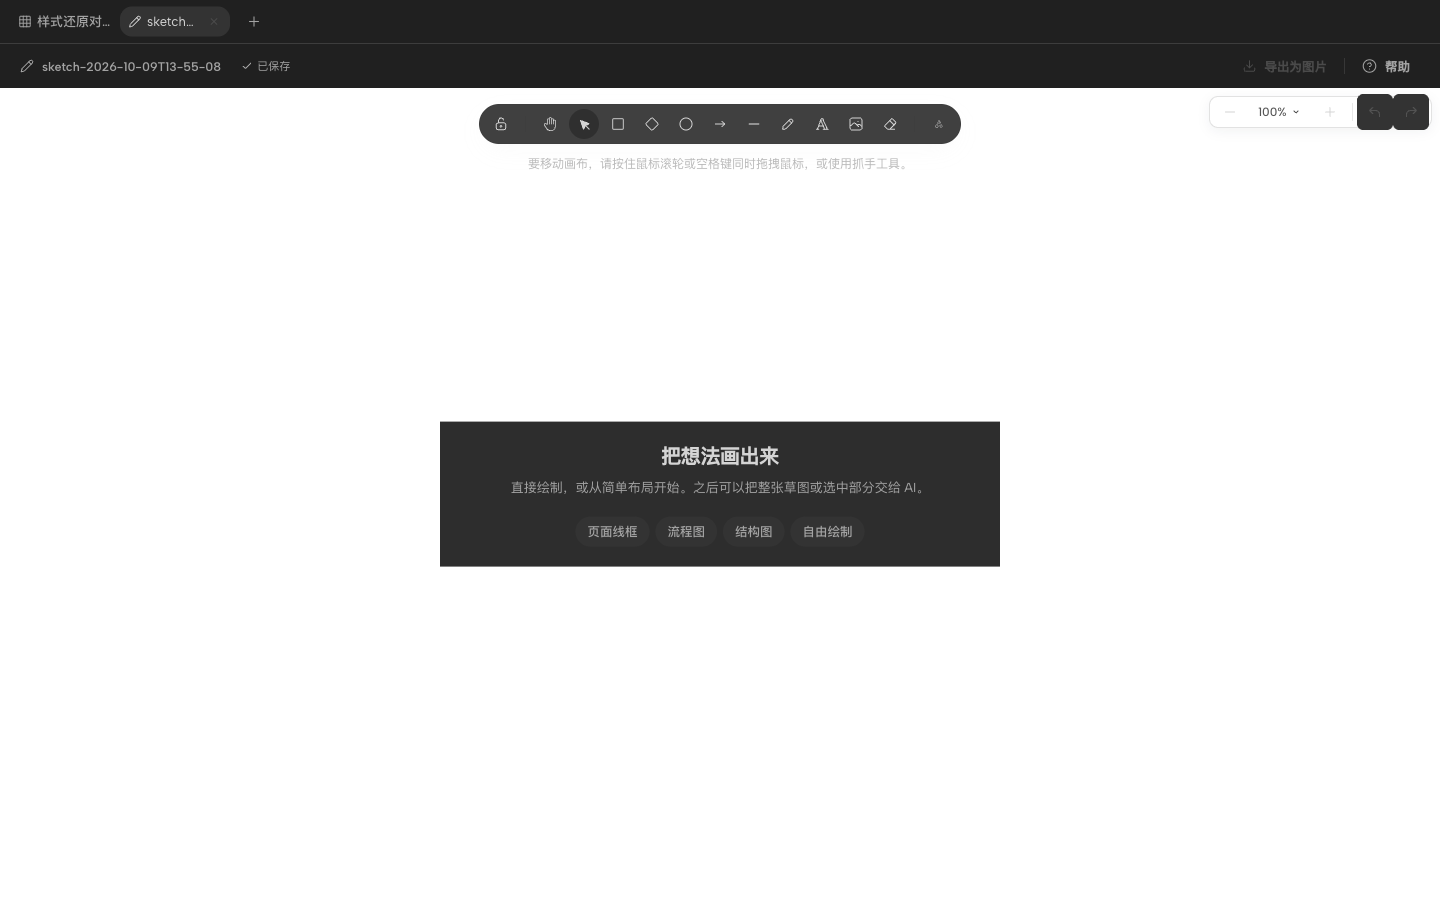 样式还原对...
sketch...
sketch-2026-10-09T13-55-08
已保存
导出为图片
帮助
100%
要移动画布，请按住鼠标滚轮或空格键同时拖拽鼠标，或使用抓手工具。
把想法画出来
直接绘制，或从简单布局开始。之后可以把整张草图或选中部分交给 AI。
页面线框
流程图
结构图
自由绘制